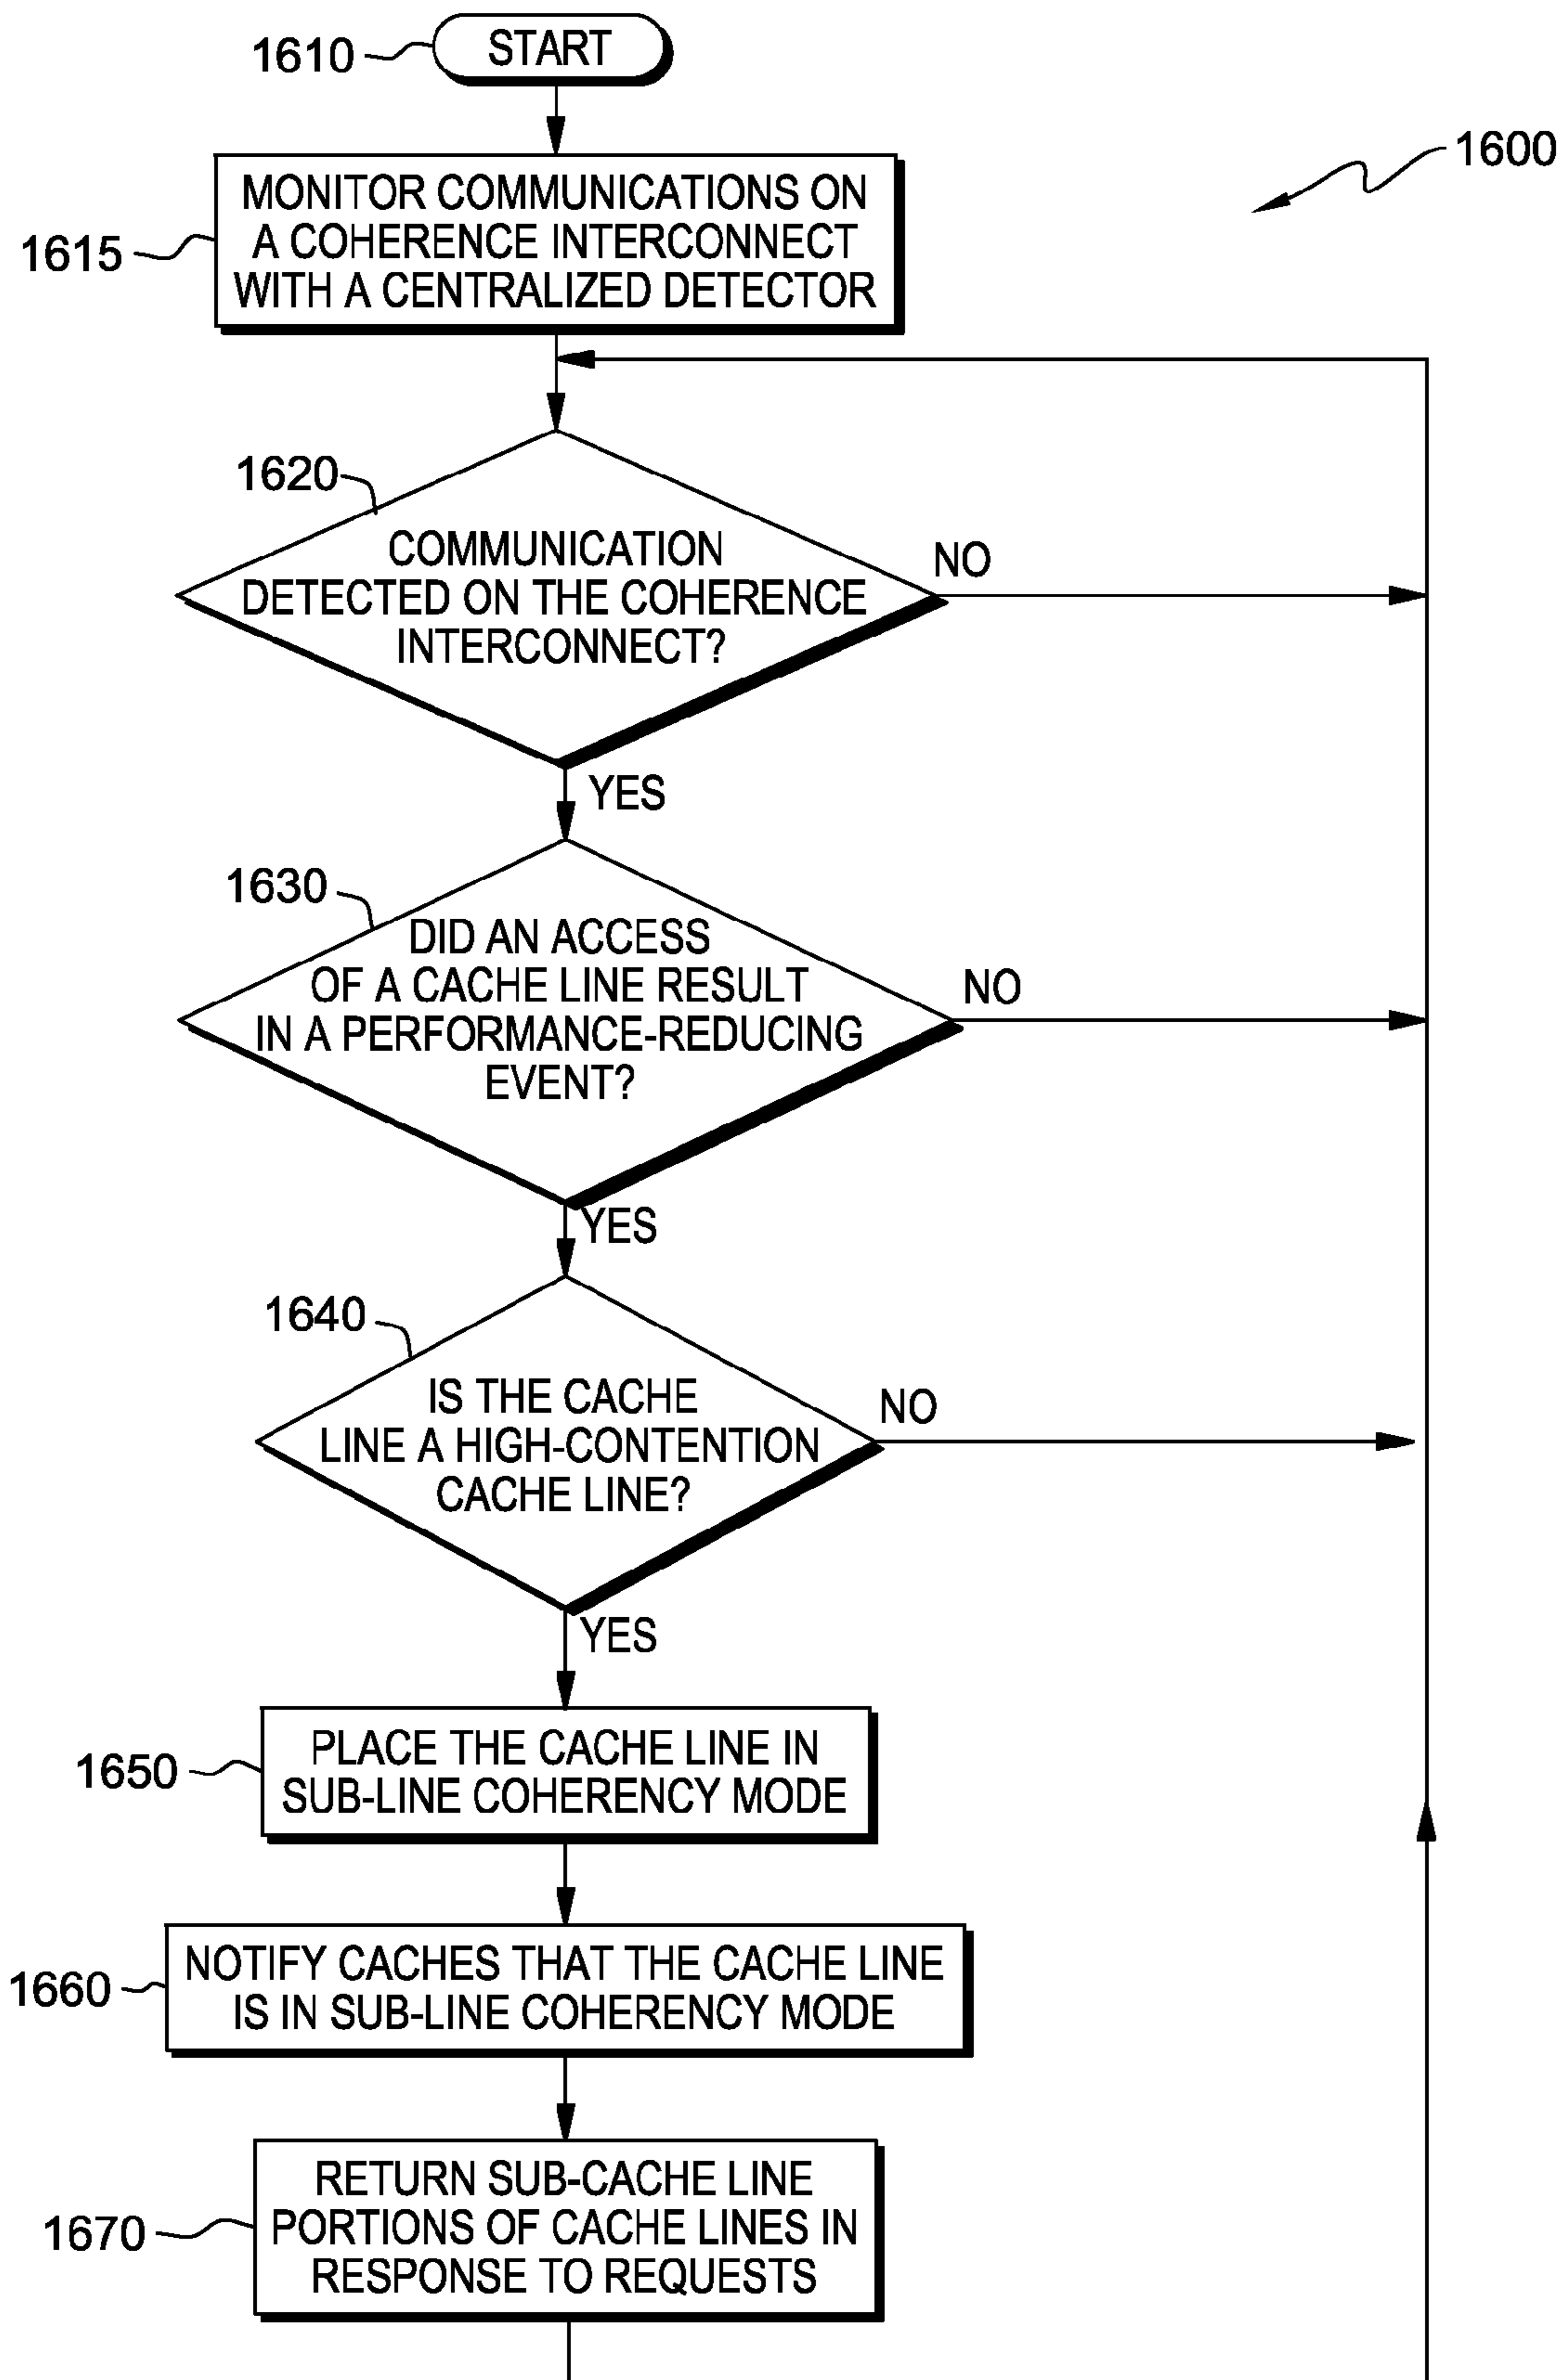 1610
START
1600
1615
MONITOR COMMUNICATIONS ON
A COHERENCE INTERCONNECT
WITH A CENTRALIZED DETECTOR
1620
COMMUNICATION
DETECTED ON THE COHERENCE
INTERCONNECT?
NO
YES
1630
DID AN ACCESS
OF A CACHE LINE RESULT
IN A PERFORMANCE-REDUCING
EVENT?
NO
YES
1640
IS THE CACHE
LINE A HIGH-CONTENTION
CACHE LINE?
NO
YES
1650
PLACE THE CACHE LINE IN
SUB-LINE COHERENCY MODE
1660
NOTIFY CACHES THAT THE CACHE LINE
IS IN SUB-LINE COHERENCY MODE
1670
RETURN SUB-CACHE LINE
PORTIONS OF CACHE LINES IN
RESPONSE TO REQUESTS